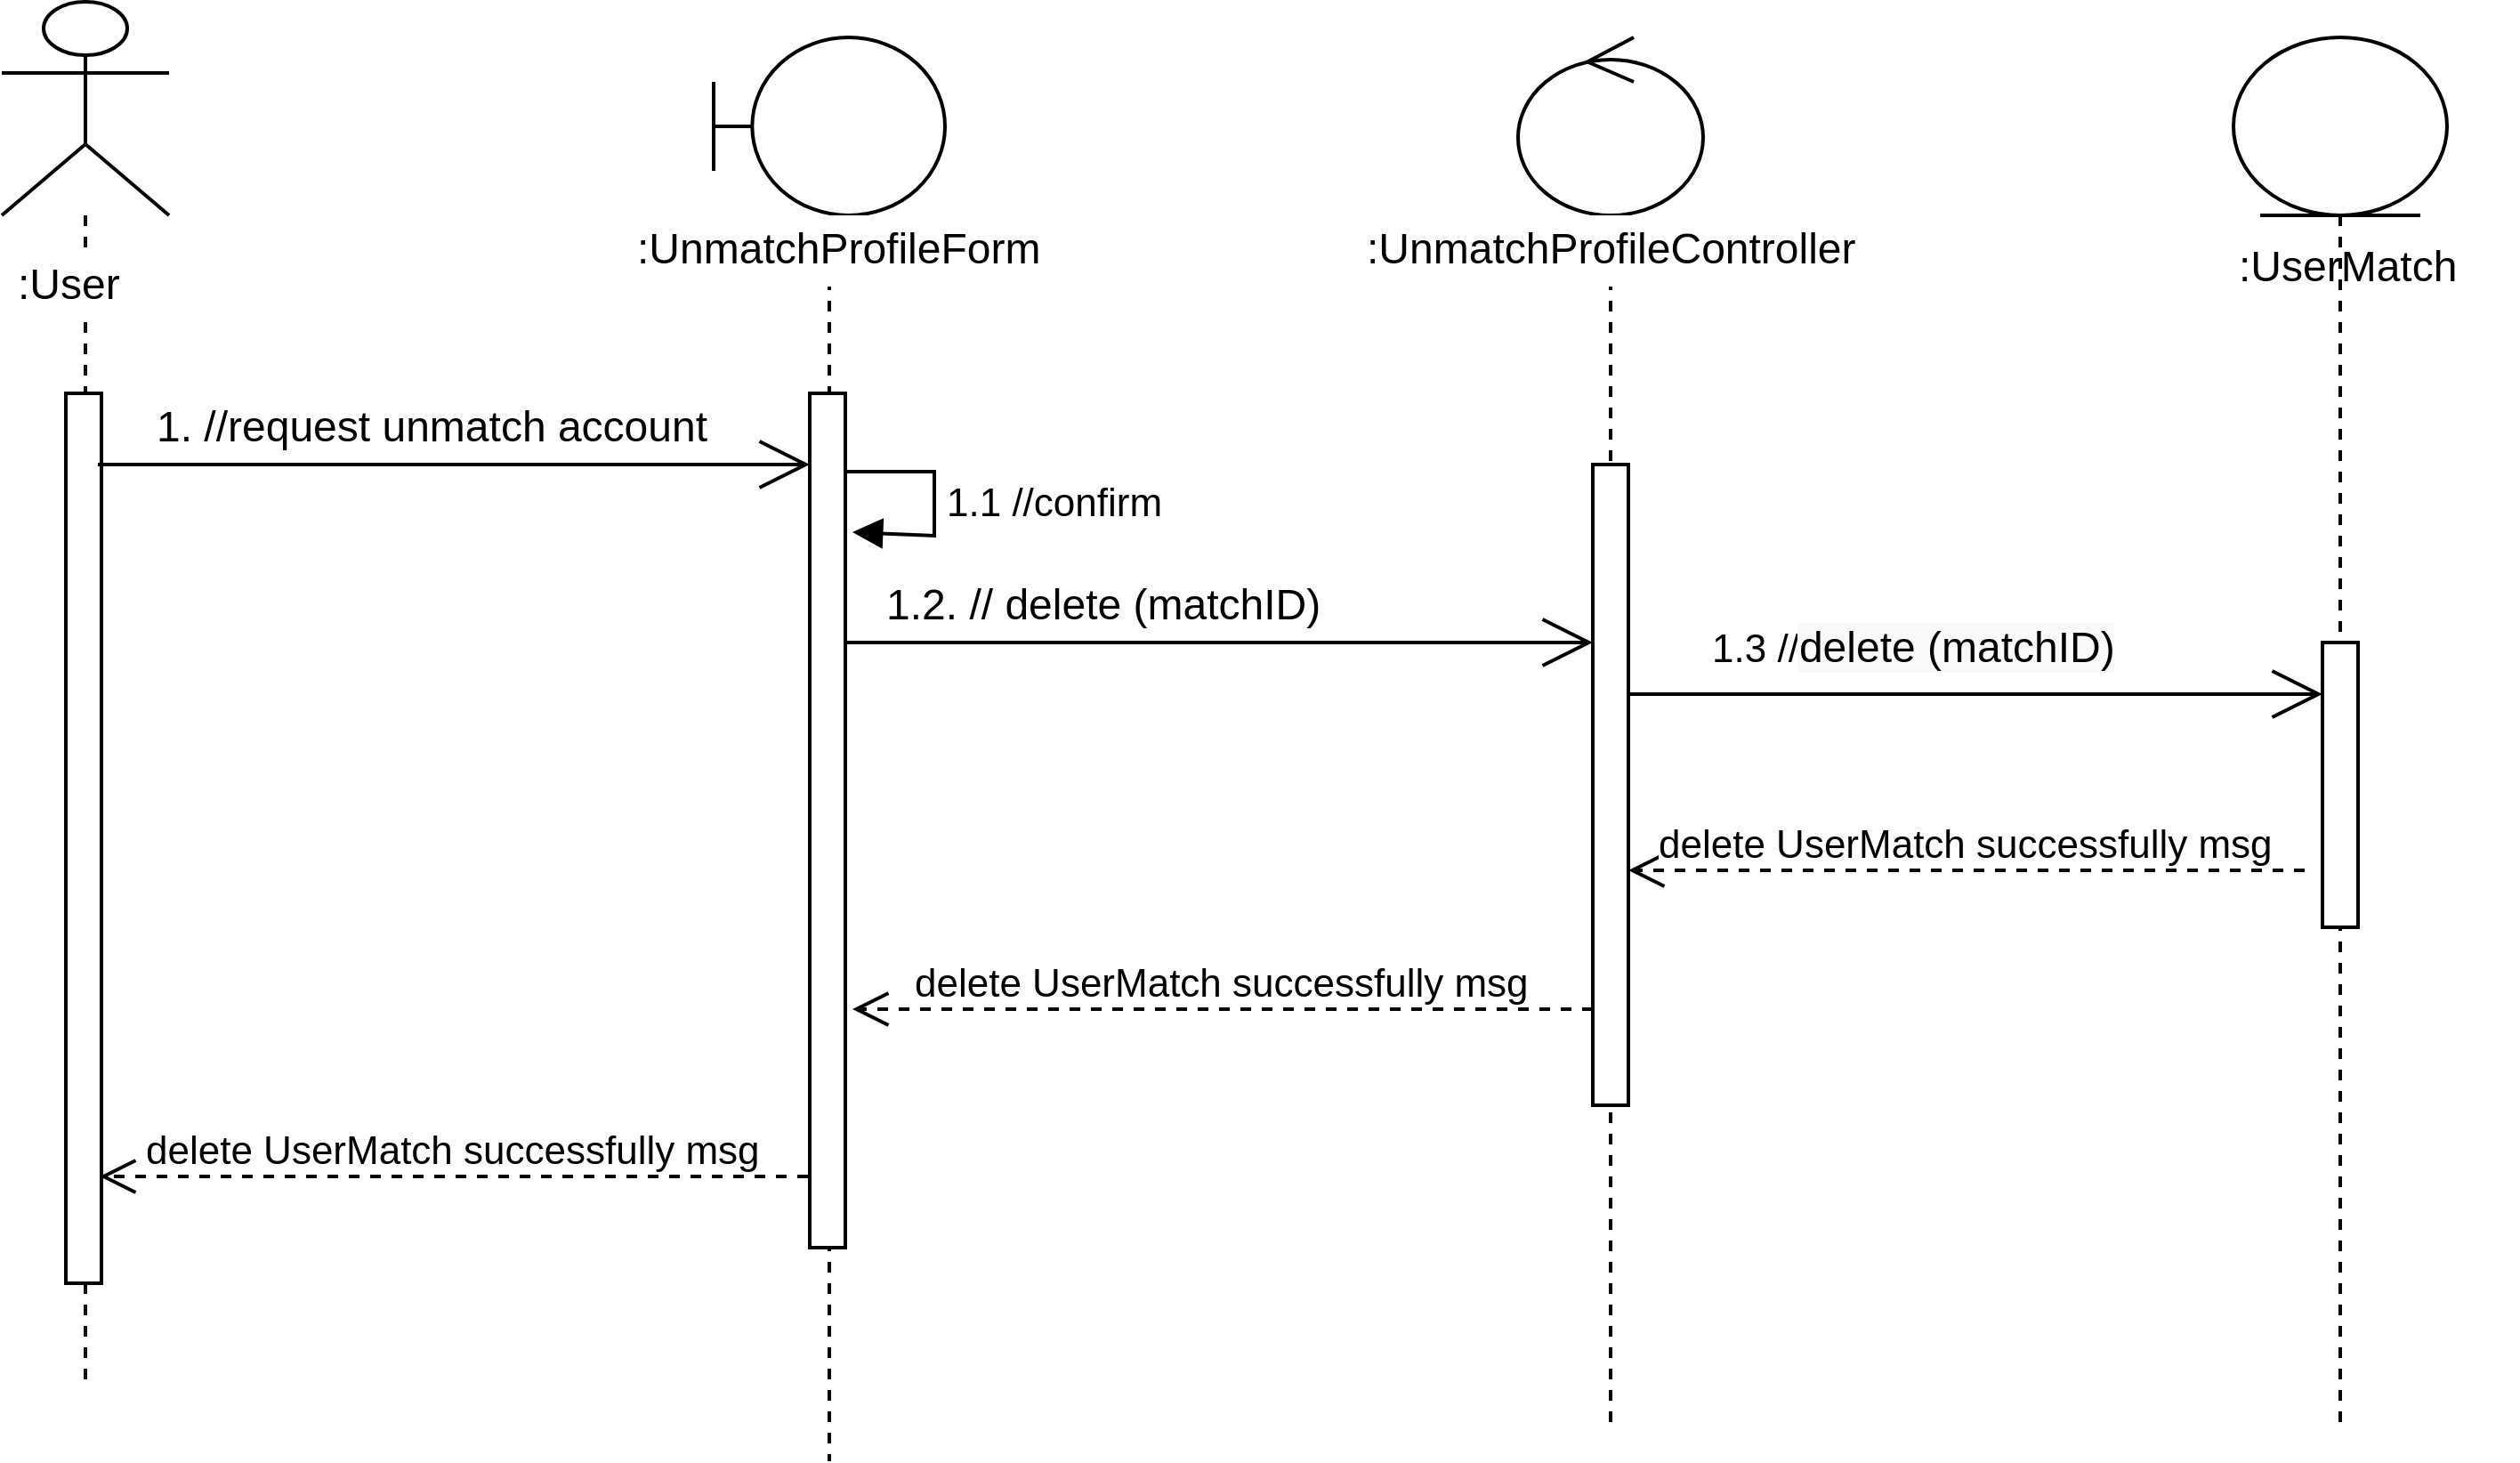 :User
:UnmatchProfileForm
:UnmatchProfileController
:UserMatch
1. //request unmatch account
1.1 //confirm
1.2. // delete (matchID)
1.3 //delete (matchID)
delete UserMatch successfully msg
delete UserMatch successfully msg
delete UserMatch successfully msg